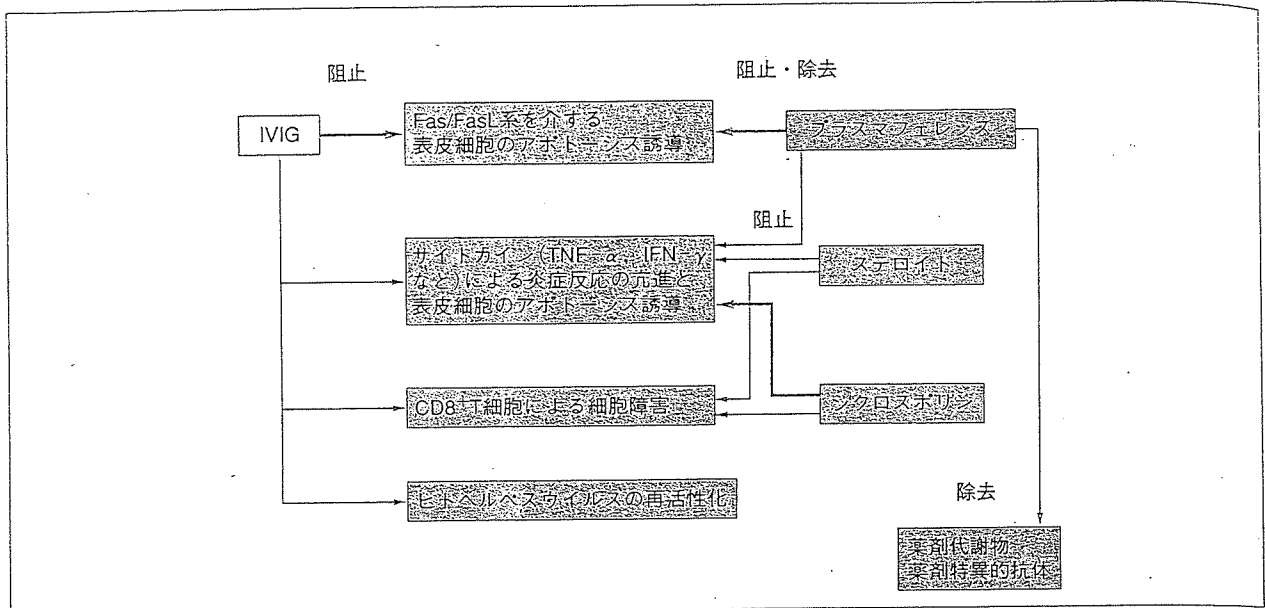 阻止
阻止・除去
IVIG
Fas/FasL系を介する
表皮細胞のアポトーシス誘導
プラスマフェレシス
阻止
サイトカイン(TNF α, IFN γ
など)による炎症反応の亢進と
表皮細胞のアポトーシス誘導
ステロイド
CD8⁺T細胞による細胞障害
シクロスポリン
ヒトヘルペスウイルスの再活性化
除去
薬剤代謝物
薬剤特異的抗体